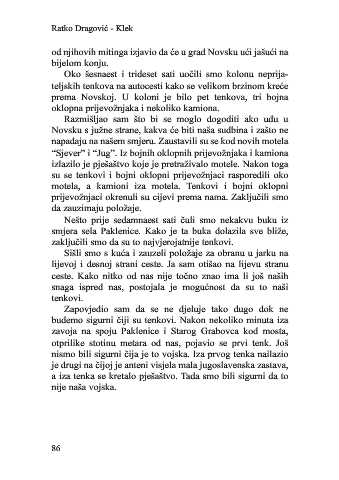 Ratko Dragović - Klek
od njihovih mitinga izjavio da će u grad Novsku ući jašući na
bijelom konju.
Oko šesnaest i trideset sati uočili smo kolonu neprija-
teljskih tenkova na autocesti kako se velikom brzinom kreće
prema Novskoj. U koloni je bilo pet tenkova, tri bojna
oklopna prijevožnjaka i nekoliko kamiona.
Razmišljao sam što bi se moglo dogoditi ako uđu u
Novsku s južne strane, kakva će biti naša sudbina i zašto ne
napadaju na našem smjeru. Zaustavili su se kod novih motela
“Sjever” i “Jug”. Iz bojnih oklopnih prijevožnjaka i kamiona
izlazilo je pješaštvo koje je pretraživalo motele. Nakon toga
su se tenkovi i bojni oklopni prijevožnjaci rasporedili oko
motela, a kamioni iza motela. Tenkovi i bojni oklopni
prijevožnjaci okrenuli su cijevi prema nama. Zaključili smo
da zauzimaju položaje.
Nešto prije sedamnaest sati čuli smo nekakvu buku iz
smjera sela Paklenice. Kako je ta buka dolazila sve bliže,
zaključili smo da su to najvjerojatnije tenkovi.
Sišli smo s kuća i zauzeli položaje za obranu u jarku na
lijevoj i desnoj strani ceste. Ja sam otišao na lijevu stranu
ceste. Kako nitko od nas nije točno znao ima li još naših
snaga ispred nas, postojala je mogućnost da su to naši
tenkovi.
Zapovjedio sam da se ne djeluje tako dugo dok ne
budemo sigurni čiji su tenkovi. Nakon nekoliko minuta iza
zavoja na spoju Paklenice i Starog Grabovca kod mosta,
otprilike stotinu metara od nas, pojavio se prvi tenk. Još
nismo bili sigurni čija je to vojska. Iza prvog tenka nailazio
je drugi na čijoj je anteni visjela mala jugoslavenska zastava,
a iza tenka se kretalo pješaštvo. Tada smo bili sigurni da to
nije naša vojska.
86